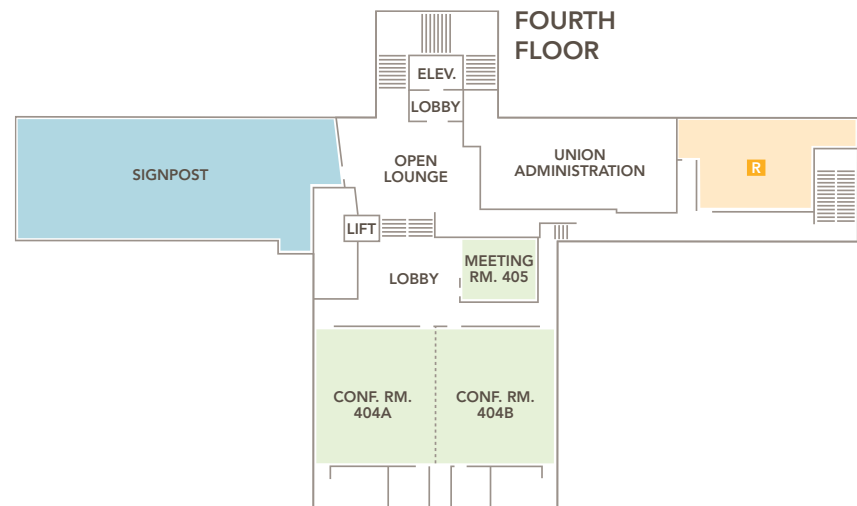 FOURTH
FLOOR
ELEV.
LOBBY
SIGNPOST
OPEN
LOUNGE
UNION
ADMINISTRATION
R
LIFT
LOBBY
MEETING
RM. 405
CONF. RM.
404A
CONF. RM.
404B